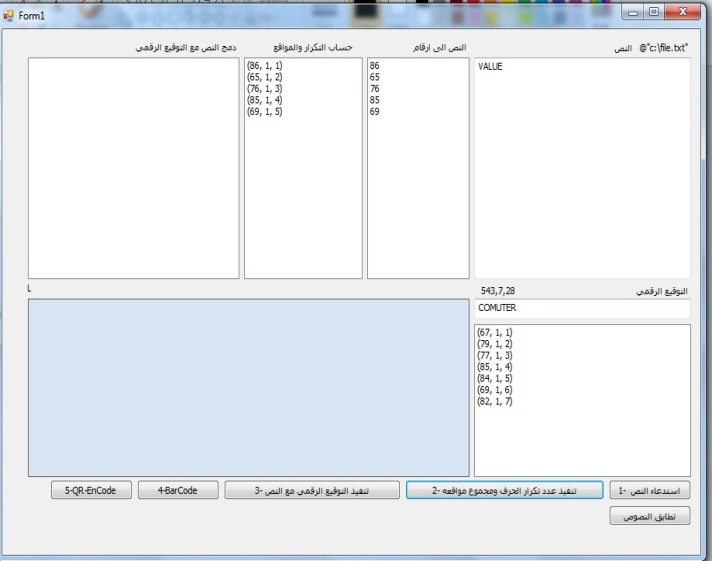 Form1
@"c:\file.txt" النص
النص الى ارقام
حساب التكرار والمواقع
دمج النص مع التوقيع الرقمي
VALUE
86
65
76
85
69
(86, 1, 1)
(65, 1, 2)
(76, 1, 3)
(85, 1, 4)
(69, 1, 5)
التوقيع الرقمي
543,7,28
L
COMUTER
(67, 1, 1)
(79, 1, 2)
(77, 1, 3)
(85, 1, 4)
(84, 1, 5)
(69, 1, 6)
(82, 1, 7)
استدعاء النص -1
تنفيذ عدد تكرار الحرف ومجموع مواقعه -2
تنفيذ التوقيع الرقمي مع النص -3
4-BarCode
5-QR-EnCode
تطابق النصوص